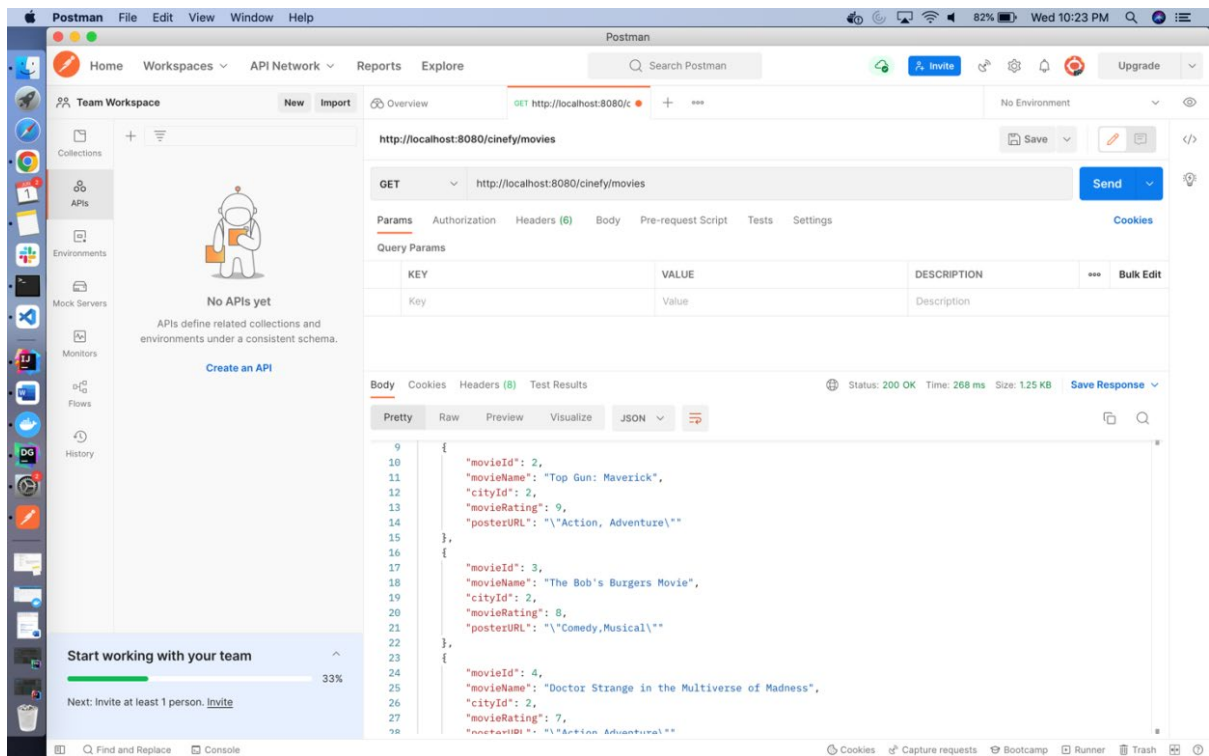 Postman File Edit View Window Help 82% Wed 10:23 PM
Postman
Home Workspaces API Network Reports Explore Search Postman Invite Upgrade
Team Workspace New Import Overview GET http://localhost:8080/c No Environment
Collections
APIs
Environments
Mock Servers
Monitors
Flows
History
No APIs yet
APIs define related collections and
environments under a consistent schema.
Create an API
Start working with your team
33%
Next: Invite at least 1 person. Invite
http://localhost:8080/cinefy/movies Save
GET http://localhost:8080/cinefy/movies Send
Params Authorization Headers (6) Body Pre-request Script Tests Settings Cookies
Query Params
KEY VALUE DESCRIPTION Bulk Edit
Key Value Description
Body Cookies Headers (8) Test Results Status: 200 OK Time: 268 ms Size: 1.25 KB Save Response
Pretty Raw Preview Visualize JSON
9 {
10 "movieId": 2,
11 "movieName": "Top Gun: Maverick",
12 "cityId": 2,
13 "movieRating": 9,
14 "posterURL": "\"Action, Adventure\""
15 },
16 {
17 "movieId": 3,
18 "movieName": "The Bob's Burgers Movie",
19 "cityId": 2,
20 "movieRating": 8,
21 "posterURL": "\"Comedy,Musical\""
22 },
23 {
24 "movieId": 4,
25 "movieName": "Doctor Strange in the Multiverse of Madness",
26 "cityId": 2,
27 "movieRating": 7,
28 "posterURL": "\"Action Adventure\""
Find and Replace Console Cookies Capture requests Bootcamp Runner Trash